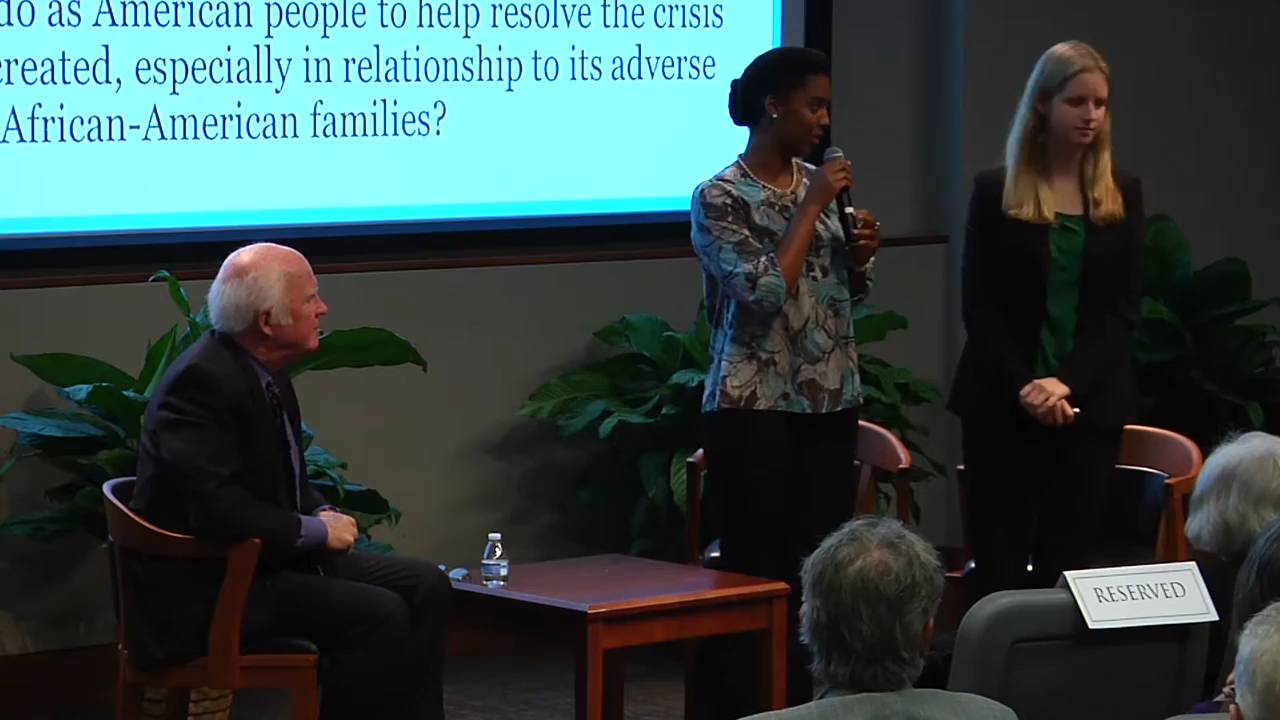 do as American people to help resolve the crisis
created, especially in relationship to its adverse
African-American families?
RESERVED